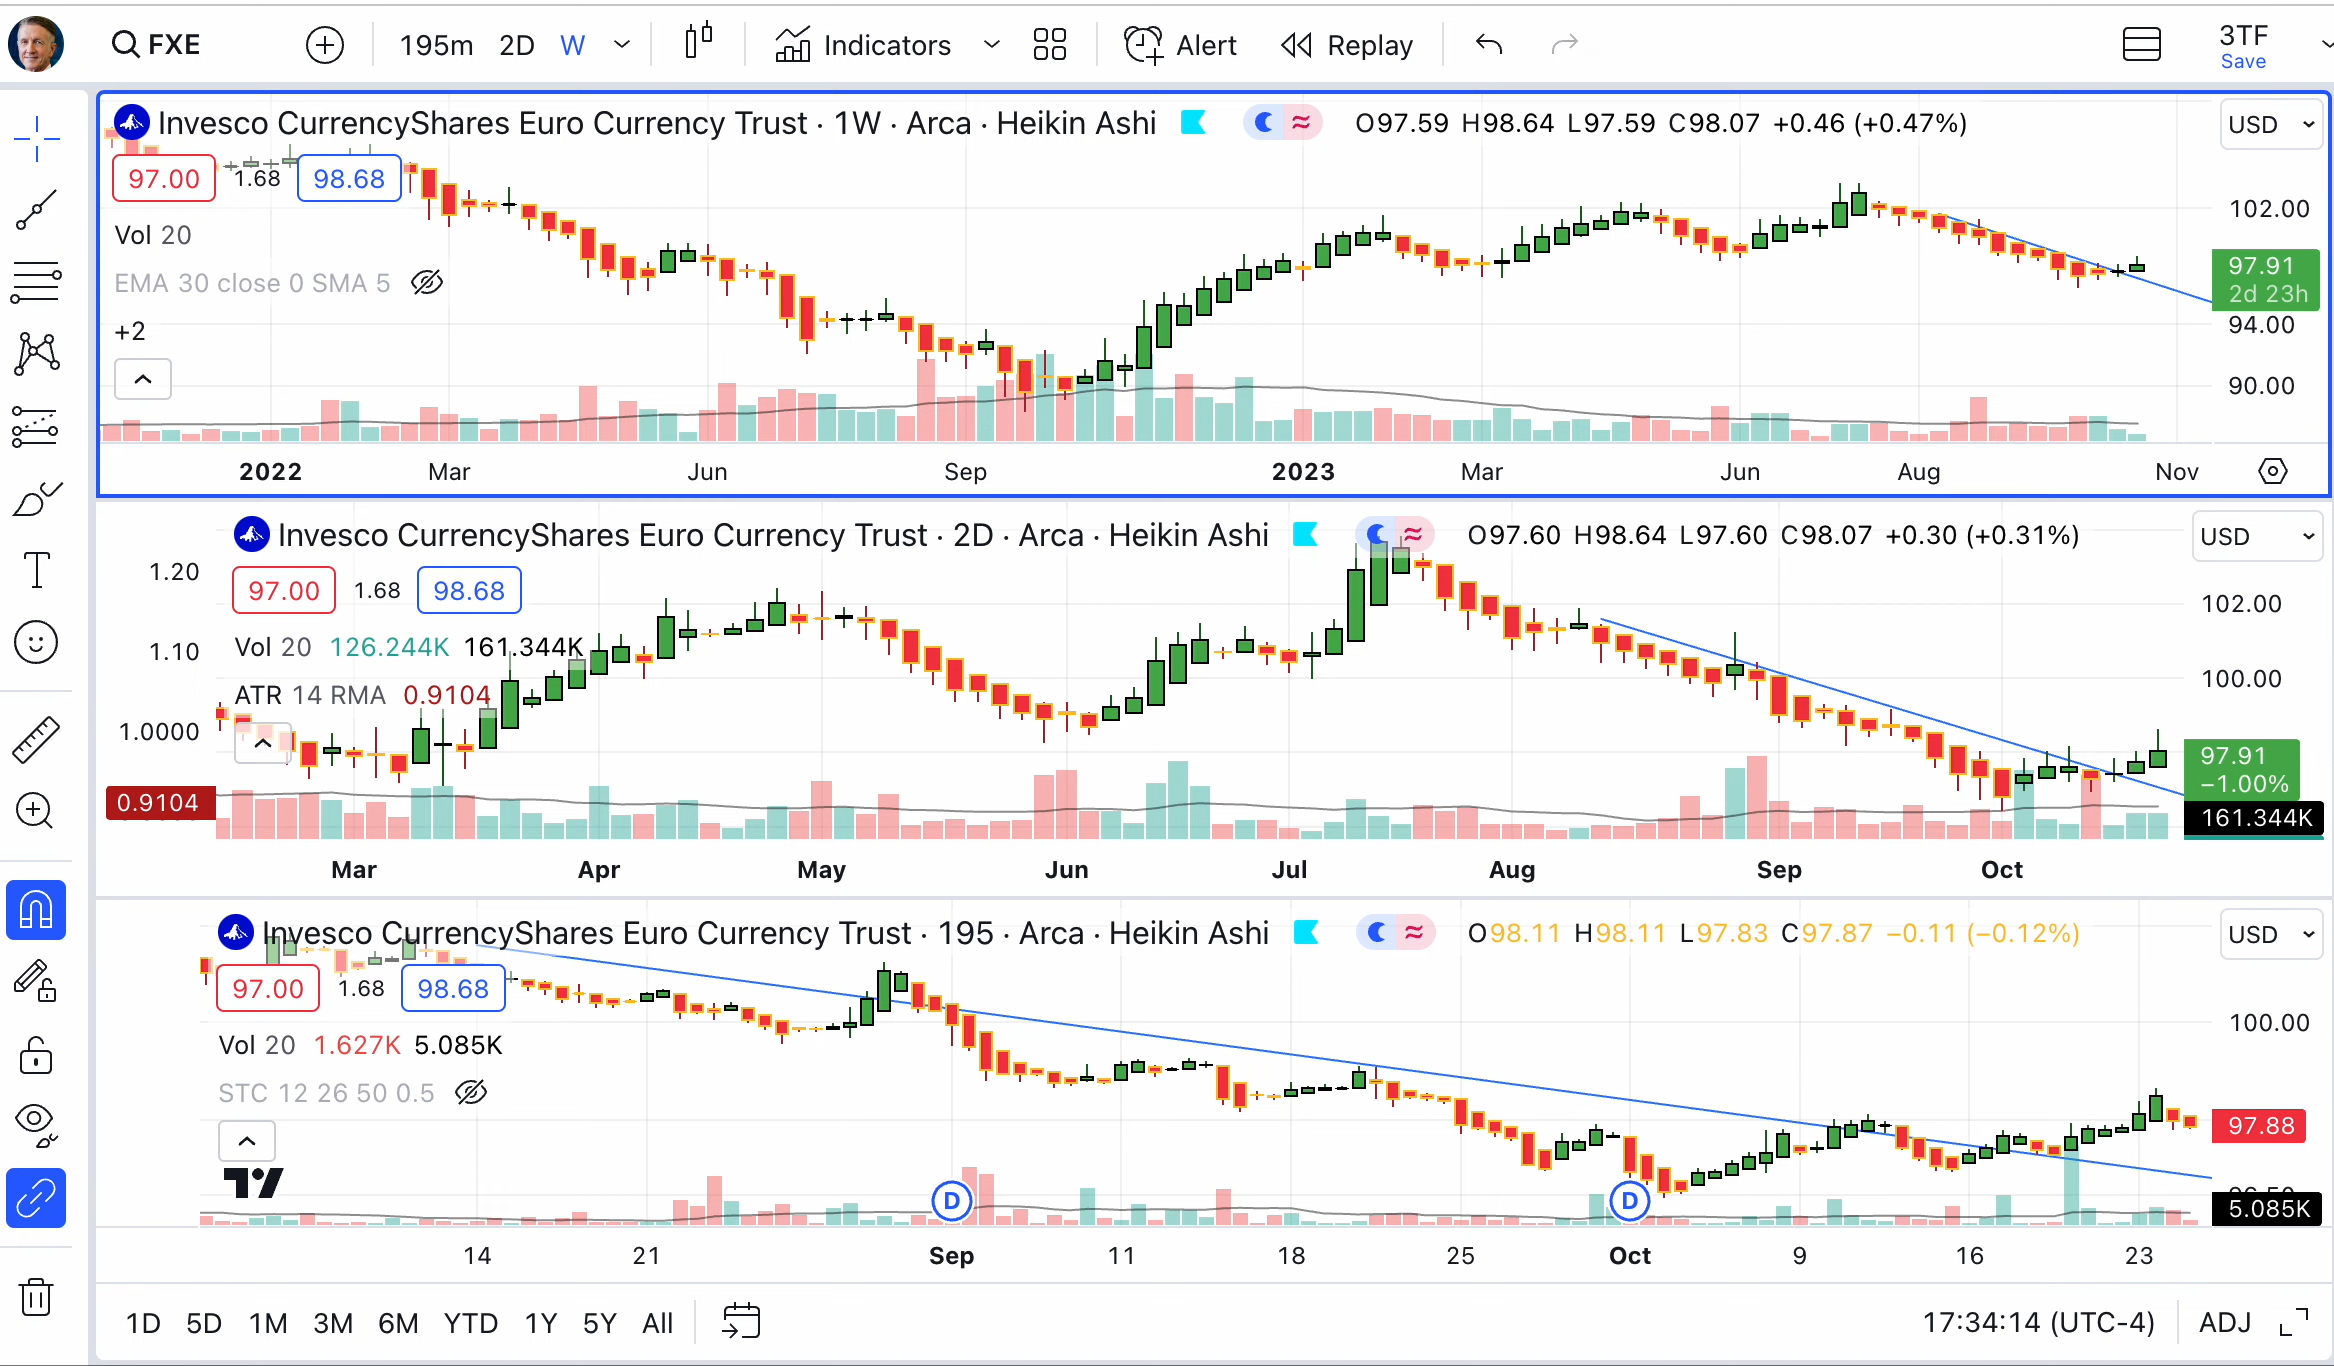 FXE 195m 2D W Indicators Alert Replay 3TF
Save
Invesco CurrencyShares Euro Currency Trust · 1W · Arca · Heikin Ashi O97.59 H98.64 L97.59 C98.07 +0.46 (+0.47%) USD
97.00 1.68 98.68
Vol 20
EMA 30 close 0 SMA 5
+2
102.00
97.91
2d 23h
94.00
90.00
2022 Mar Jun Sep 2023 Mar Jun Aug Nov
Invesco CurrencyShares Euro Currency Trust · 2D · Arca · Heikin Ashi O97.60 H98.64 L97.60 C98.07 +0.30 (+0.31%) USD
97.00 1.68 98.68
Vol 20 126.244K 161.344K
ATR 14 RMA 0.9104
1.20
1.10
1.0000
0.9104
102.00
100.00
97.91
−1.00%
161.344K
Mar Apr May Jun Jul Aug Sep Oct
Invesco CurrencyShares Euro Currency Trust · 195 · Arca · Heikin Ashi O98.11 H98.11 L97.83 C97.87 −0.11 (−0.12%) USD
97.00 1.68 98.68
Vol 20 1.627K 5.085K
STC 12 26 50 0.5
100.00
97.88
5.085K
D D
14 21 Sep 11 18 25 Oct 9 16 23
1D 5D 1M 3M 6M YTD 1Y 5Y All 17:34:14 (UTC-4) ADJ